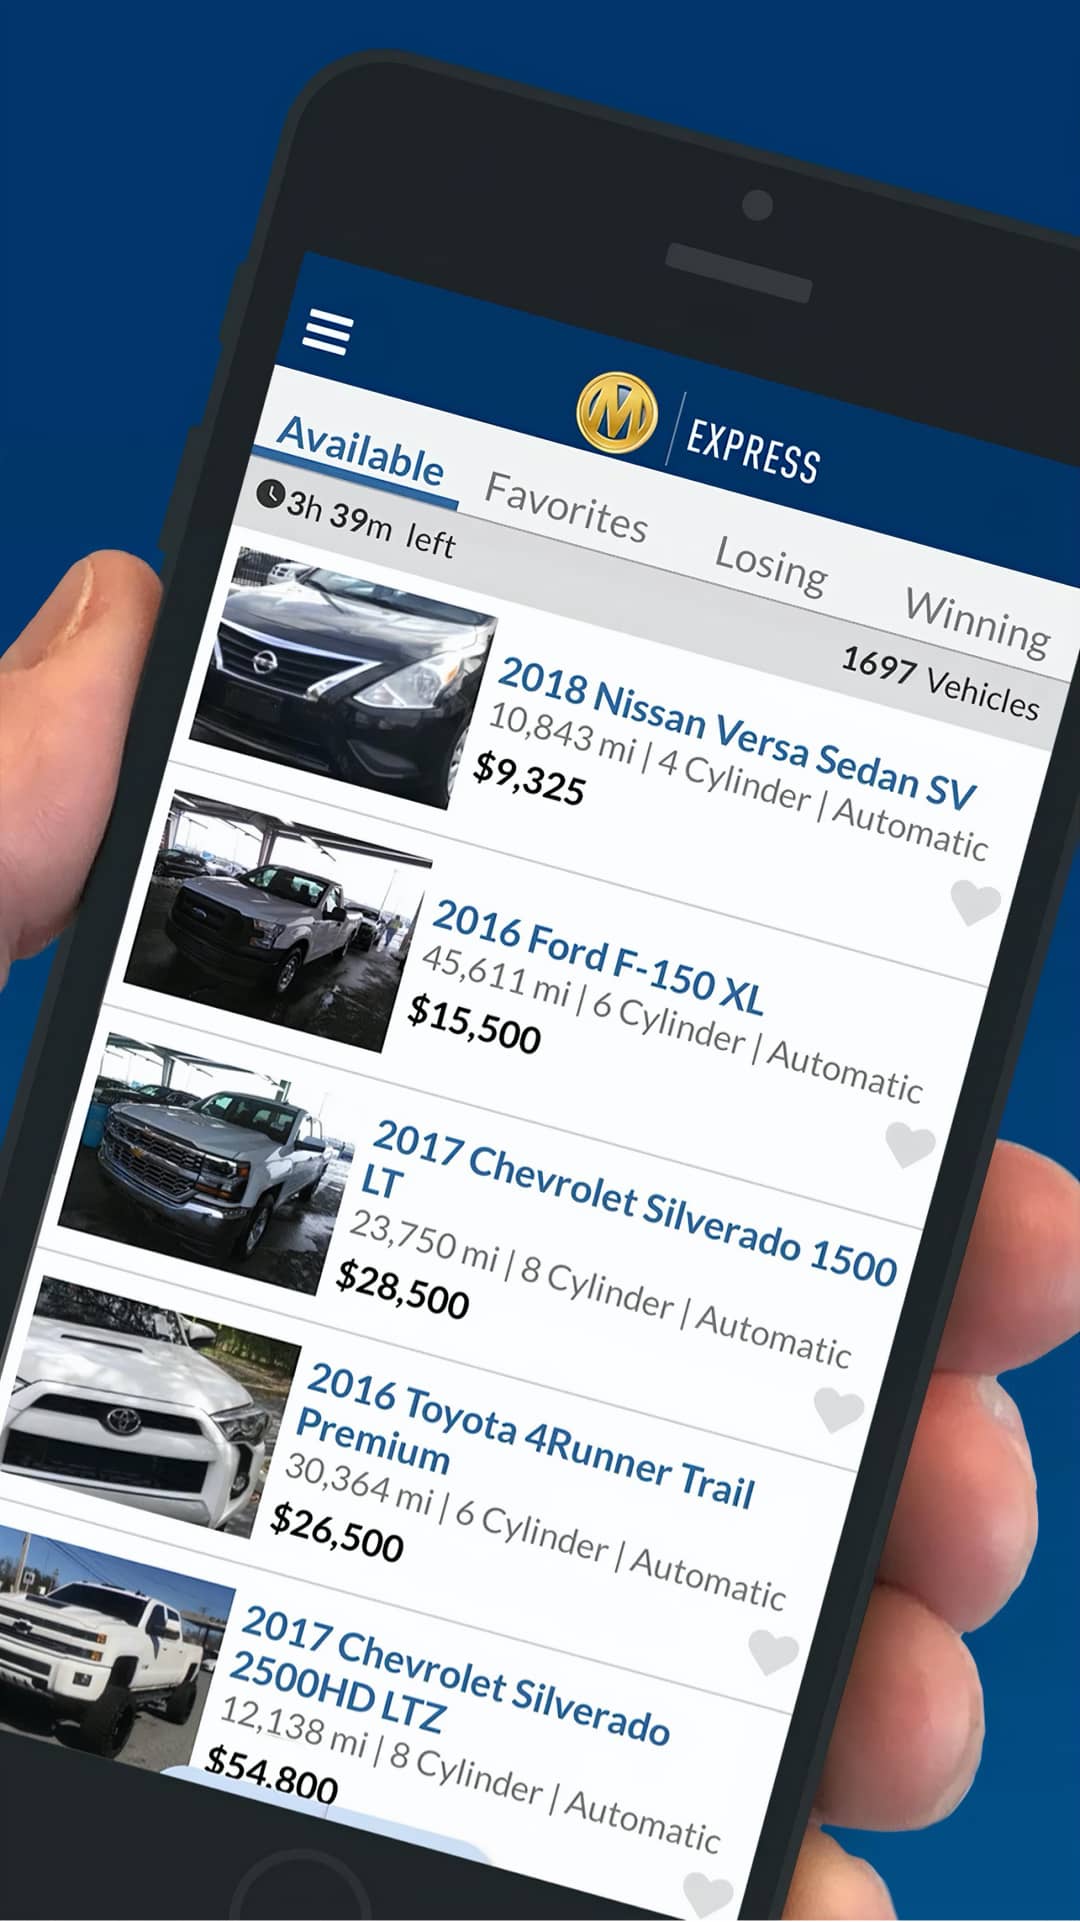 M | EXPRESS
Available Favorites Losing Winning
3h 39m left 1697 Vehicles
2018 Nissan Versa Sedan SV
10,843 mi | 4 Cylinder | Automatic
$9,325
2016 Ford F-150 XL
45,611 mi | 6 Cylinder | Automatic
$15,500
2017 Chevrolet Silverado 1500
LT
23,750 mi | 8 Cylinder | Automatic
$28,500
2016 Toyota 4Runner Trail
Premium
30,364 mi | 6 Cylinder | Automatic
$26,500
2017 Chevrolet Silverado
2500HD LTZ
12,138 mi | 8 Cylinder | Automatic
$54,800